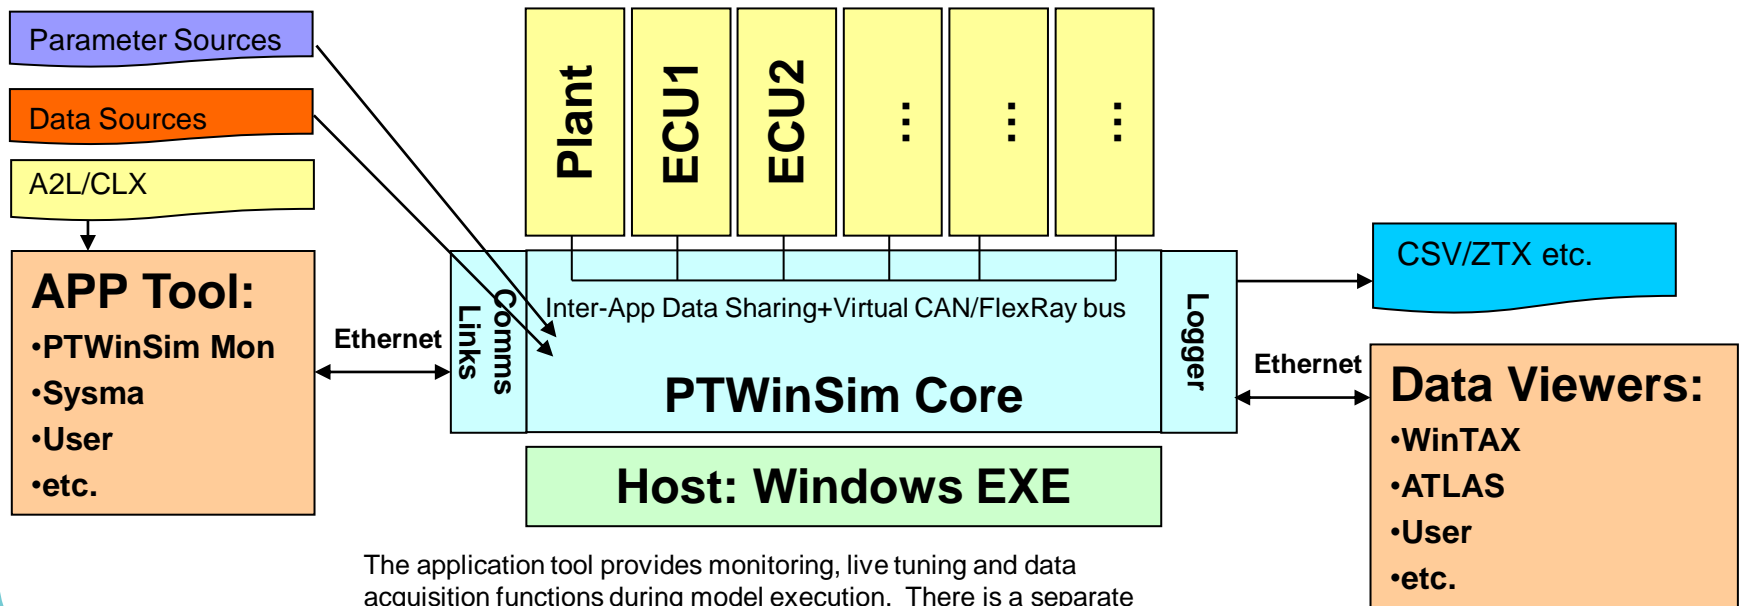 Parameter Sources
Data Sources
A2L/CLX
APP Tool:
•PTWinSim Mon
•Sysma
•User
•etc.
Ethernet
Comms
Links
Plant
ECU1
ECU2
...
...
...
Inter-App Data Sharing+Virtual CAN/FlexRay bus
PTWinSim Core
Logger
Host: Windows EXE
CSV/ZTX etc.
Ethernet
Data Viewers:
•WinTAX
•ATLAS
•User
•etc.
The application tool provides monitoring, live tuning and data
acquisition functions during model execution. There is a separate